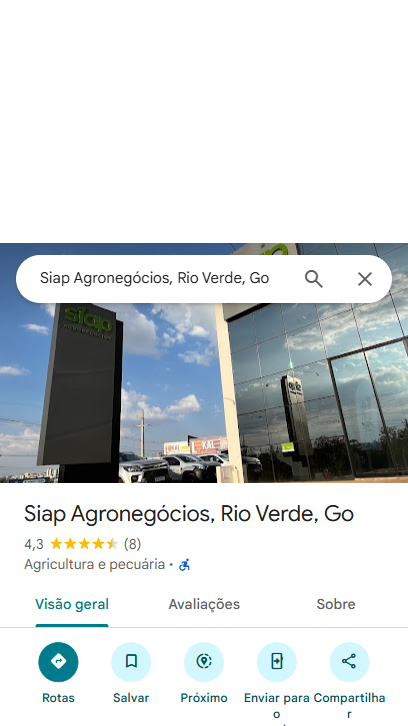 Siap Agronegócios, Rio Verde, Go
siap
AGRONEGÓCIOS
Siap Agronegócios, Rio Verde, Go
4,3 (8)
Agricultura e pecuária •
Visão geral Avaliações Sobre
Rotas Salvar Próximo Enviar para o Compartilhar